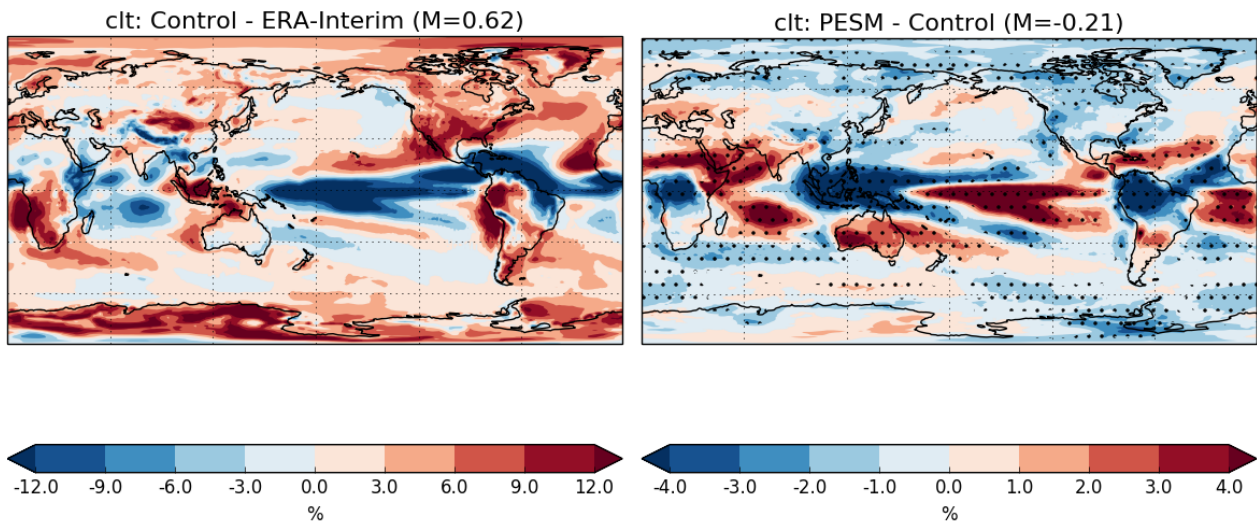 clt: Control - ERA-Interim (M=0.62)
clt: PESM - Control (M=-0.21)
-12.0 -9.0 -6.0 -3.0 0.0 3.0 6.0 9.0 12.0
%
-4.0 -3.0 -2.0 -1.0 0.0 1.0 2.0 3.0 4.0
%